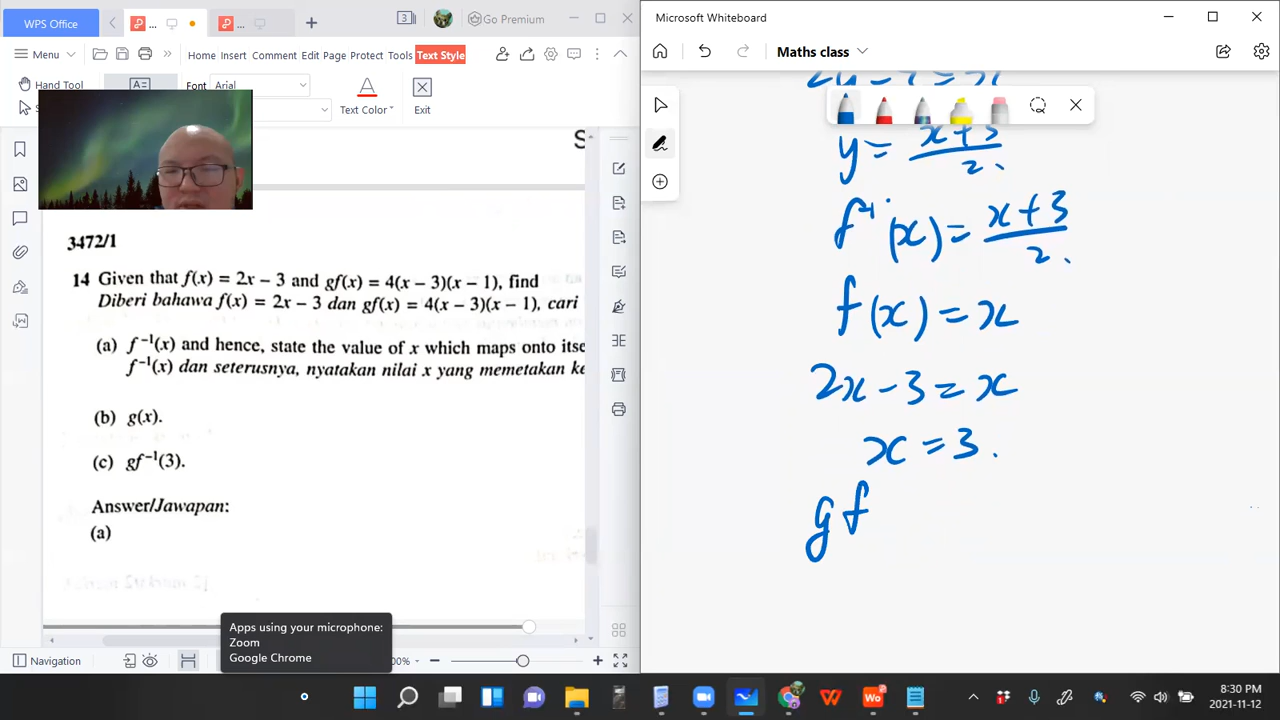 WPS Office
...
...
3
Go Premium
Microsoft Whiteboard
Menu
Home Insert Comment Edit Page Protect Tools Text Style
Maths class
Hand Tool
Font Arial
Text Color
Exit
3472/1
14 Given that f(x) = 2x – 3 and gf(x) = 4(x – 3)(x – 1), find
Diberi bahawa f(x) = 2x – 3 dan gf(x) = 4(x – 3)(x – 1), cari
(a) f⁻¹(x) and hence, state the value of x which maps onto itse
f⁻¹(x) dan seterusnya, nyatakan nilai x yang memetakan ke
(b) g(x).
(c) gf⁻¹(3).
Answer/Jawapan:
(a)
y = x+3/2.
f⁻¹(x) = x+3/2.
f(x) = x
2x – 3 = x
x = 3.
gf
Apps using your microphone:
Zoom
Google Chrome
Navigation
00%
8:30 PM
2021-11-12